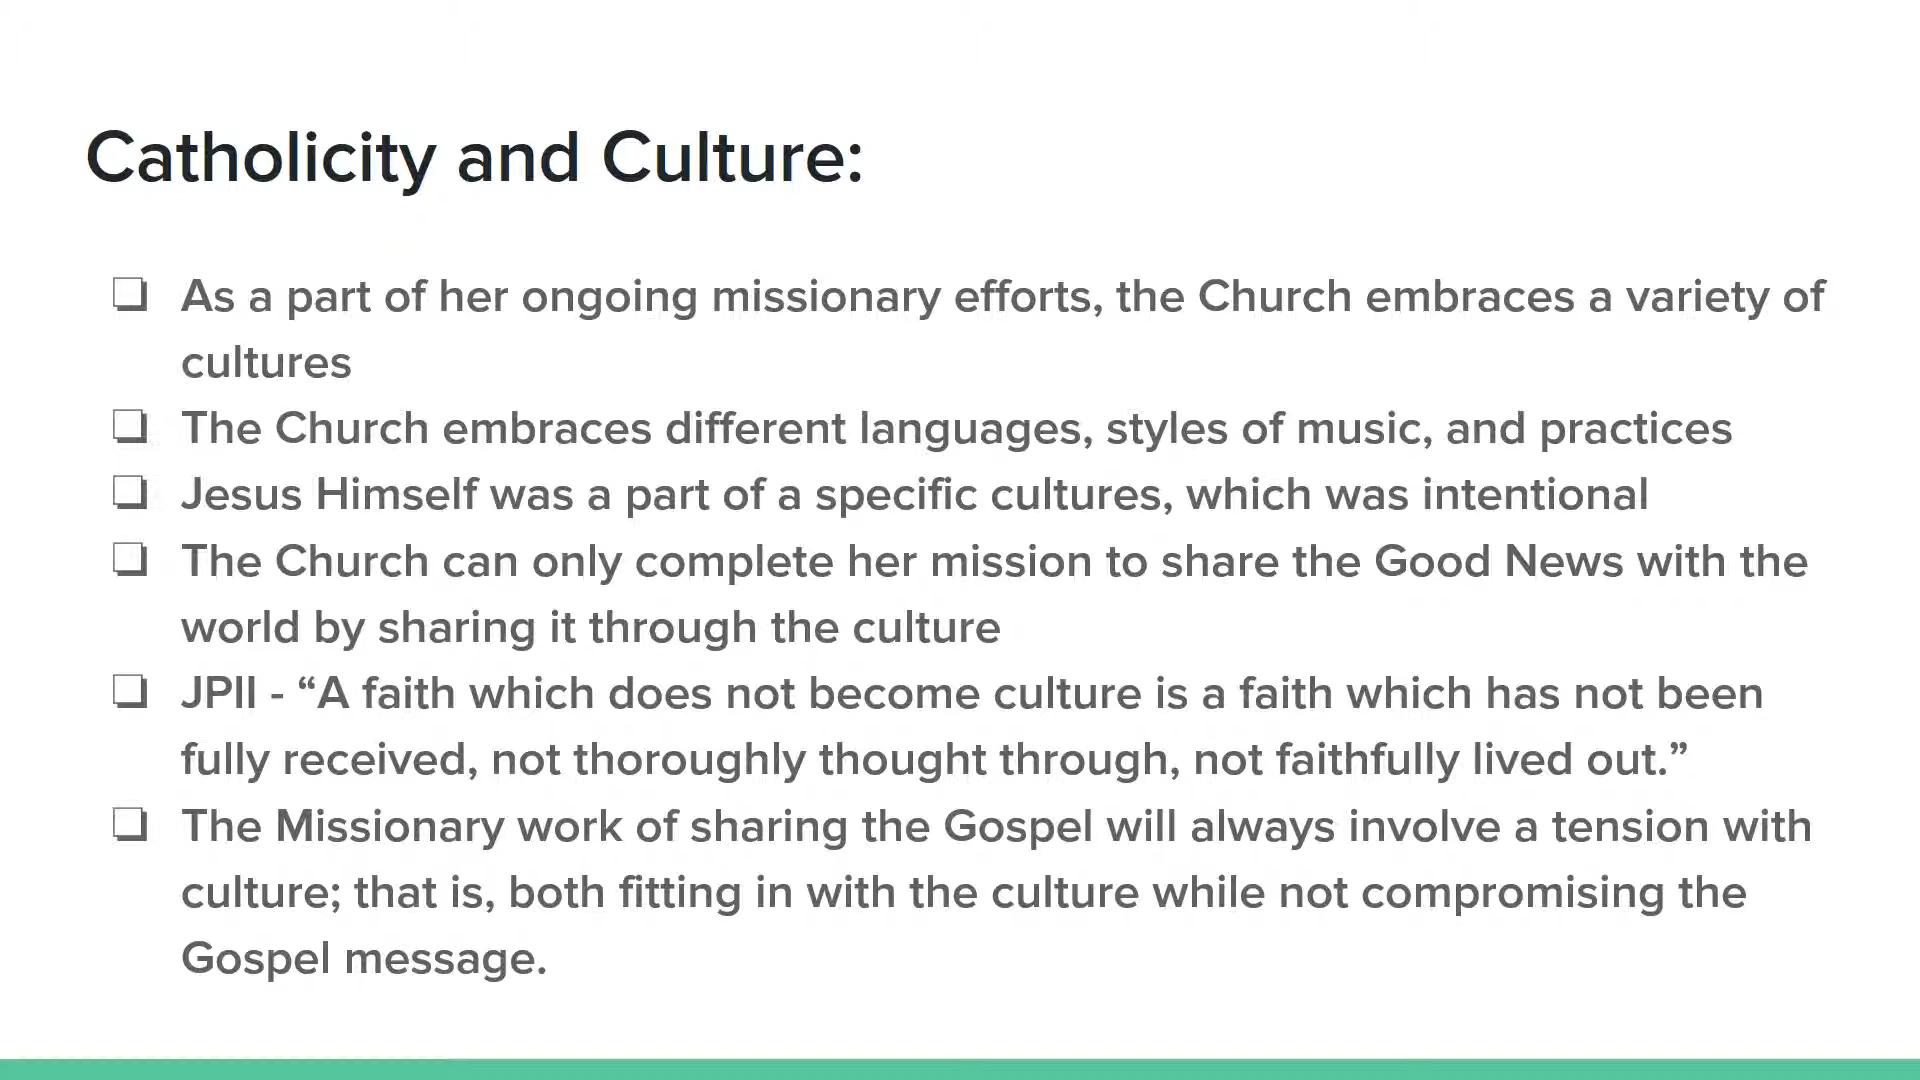 Catholicity and Culture:
❏ As a part of her ongoing missionary efforts, the Church embraces a variety of
cultures
❏ The Church embraces different languages, styles of music, and practices
❏ Jesus Himself was a part of a specific cultures, which was intentional
❏ The Church can only complete her mission to share the Good News with the
world by sharing it through the culture
❏ JPII - “A faith which does not become culture is a faith which has not been
fully received, not thoroughly thought through, not faithfully lived out.”
❏ The Missionary work of sharing the Gospel will always involve a tension with
culture; that is, both fitting in with the culture while not compromising the
Gospel message.